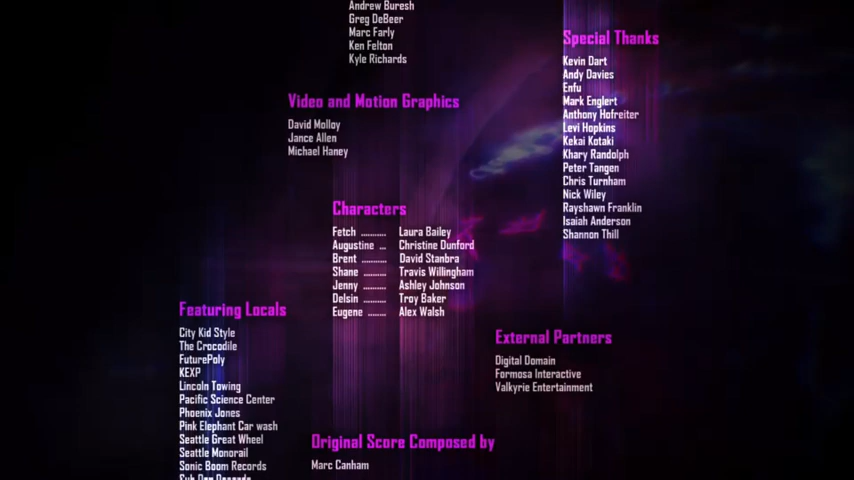 Andrew Buresh
Greg DeBeer
Marc Farly
Ken Felton
Kyle Richards
Special Thanks
Kevin Dart
Andy Davies
Enfu
Mark Englert
Anthony Hofreiter
Levi Hopkins
Kekai Kotaki
Khary Randolph
Peter Tangen
Chris Turnham
Nick Wiley
Rayshawn Franklin
Isaiah Anderson
Shannon Thill
Video and Motion Graphics
David Molloy
Jance Allen
Michael Haney
Characters
Fetch ........... Laura Bailey
Augustine ... Christine Dunford
Brent ........... David Stanbra
Shane .......... Travis Willingham
Jenny .......... Ashley Johnson
Delsin .......... Troy Baker
Eugene ........ Alex Walsh
Featuring Locals
City Kid Style
The Crocodile
FuturePoly
KEXP
Lincoln Towing
Pacific Science Center
Phoenix Jones
Pink Elephant Car wash
Seattle Great Wheel
Seattle Monorail
Sonic Boom Records
Sub Pop Records
External Partners
Digital Domain
Formosa Interactive
Valkyrie Entertainment
Original Score Composed by
Marc Canham